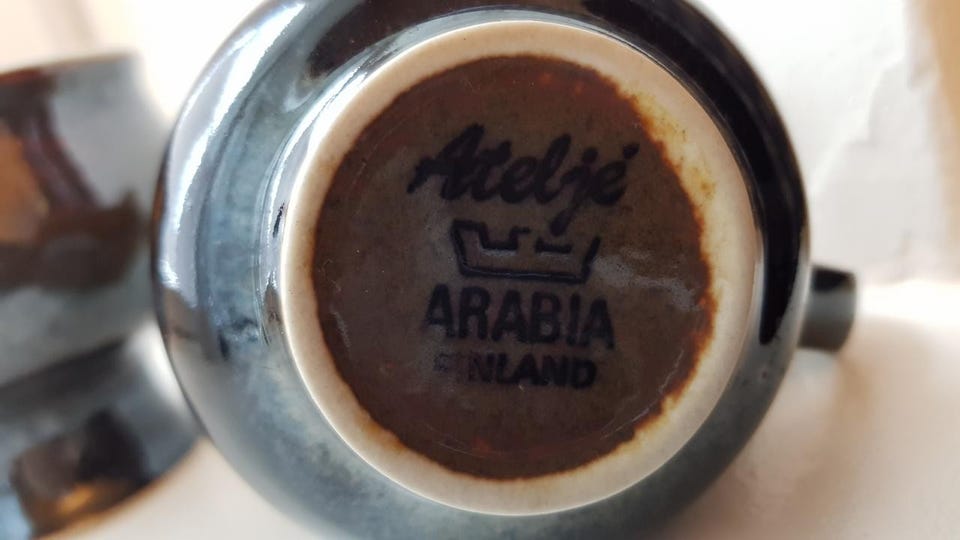 Ateljé
ARABIA
FINLAND